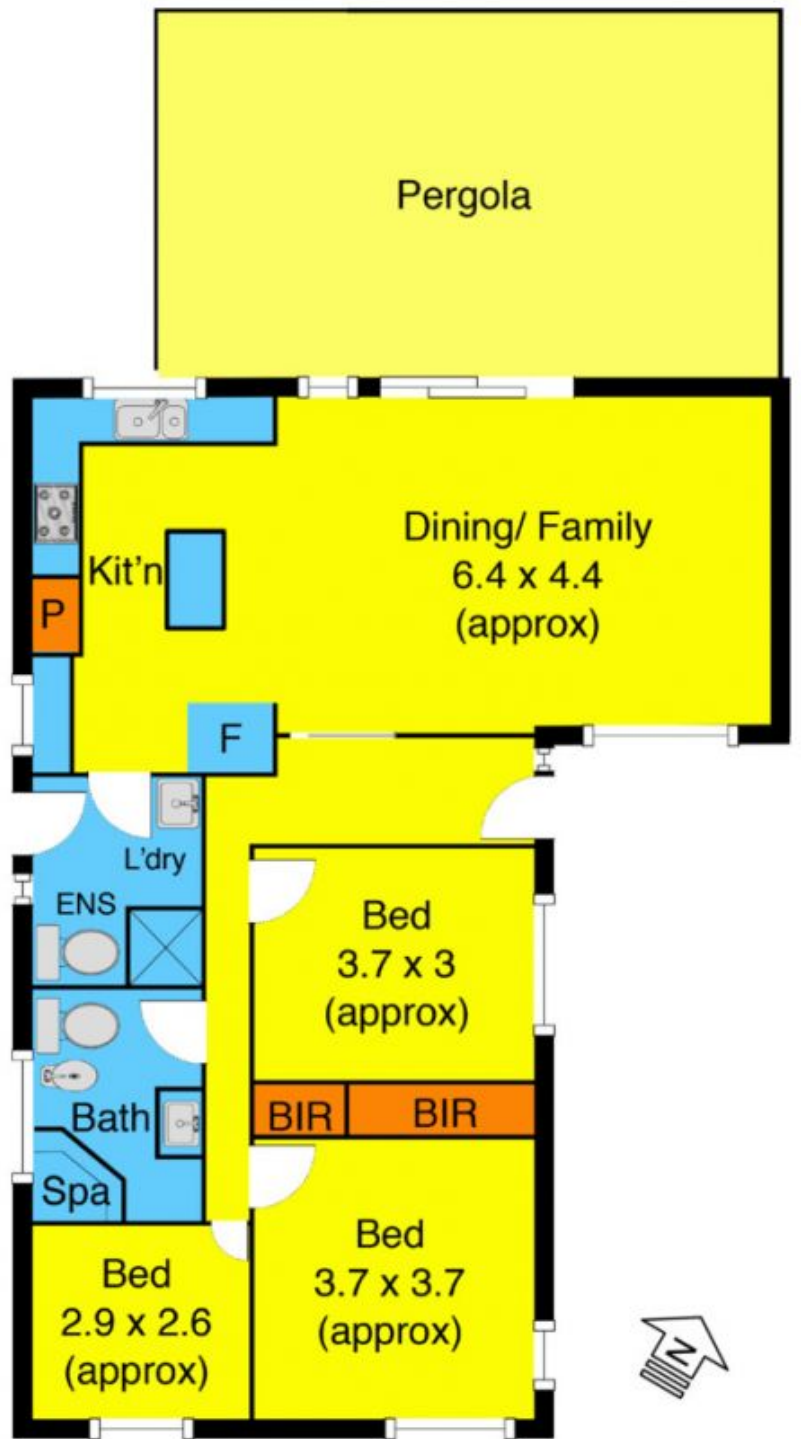 Pergola
Dining/ Family
6.4 x 4.4
(approx)
Kit'n
P
F
L'dry
ENS
Bed
3.7 x 3
(approx)
BIR
BIR
Bath
Spa
Bed
3.7 x 3.7
(approx)
Bed
2.9 x 2.6
(approx)
N